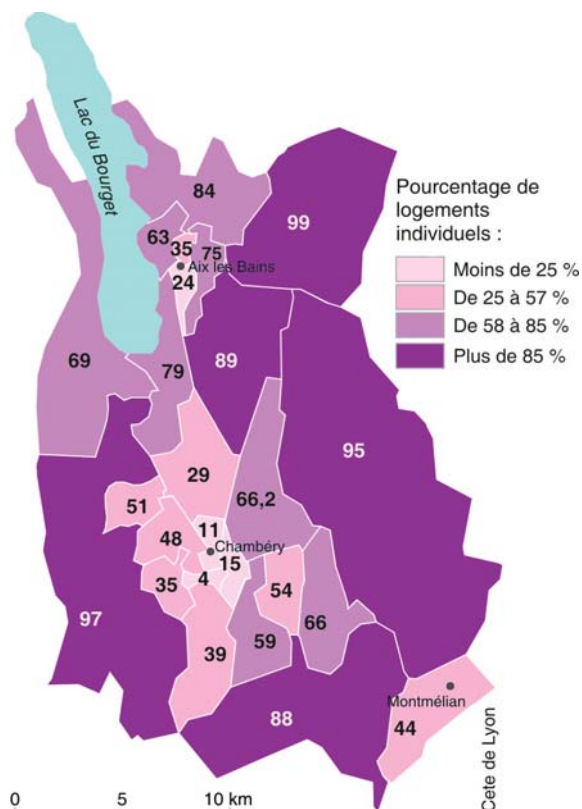 Lac du Bourget
84
99
63
35
75
Aix les Bains
24
Pourcentage de
logements
individuels :
Moins de 25 %
De 25 à 57 %
De 58 à 85 %
Plus de 85 %
69
79
89
95
29
66,2
51
11
48
Chambéry
15
4
35
54
97
66
59
39
Montmélian
44
88
Cete de Lyon
0 5 10 km